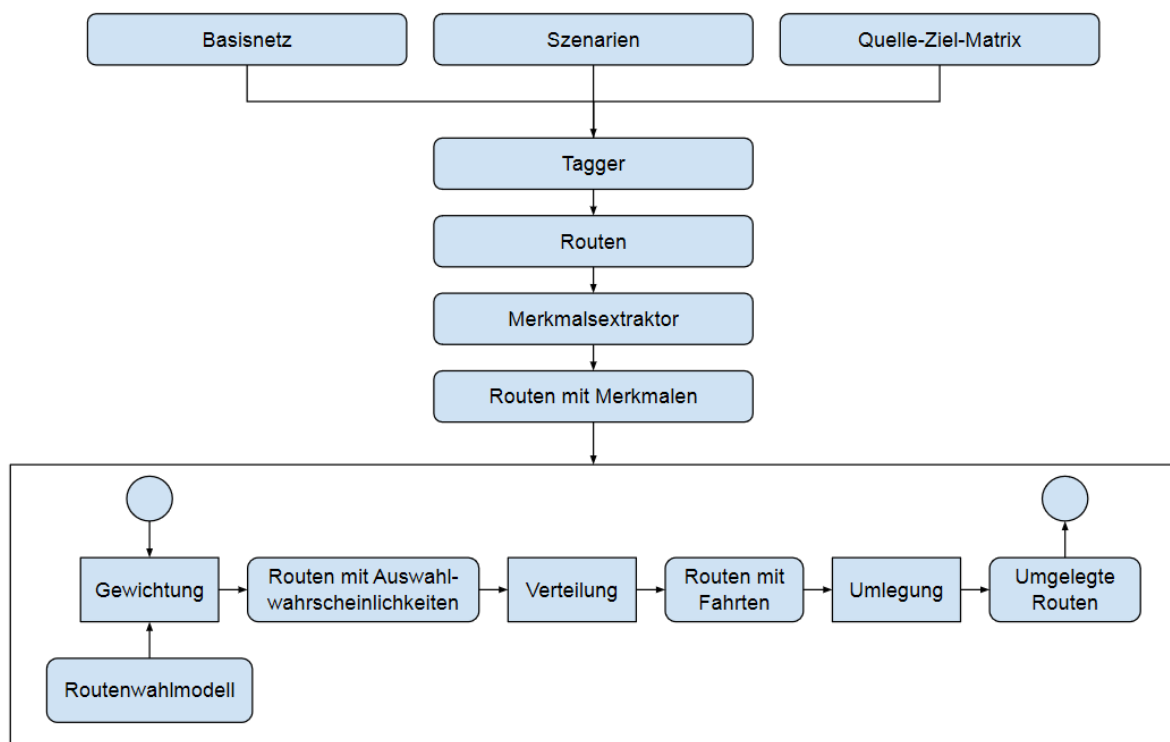 Basisnetz
Szenarien
Quelle-Ziel-Matrix
Tagger
Routen
Merkmalsextraktor
Routen mit Merkmalen
Gewichtung
Routen mit Auswahl-
wahrscheinlichkeiten
Verteilung
Routen mit
Fahrten
Umlegung
Umgelegte
Routen
Routenwahlmodell